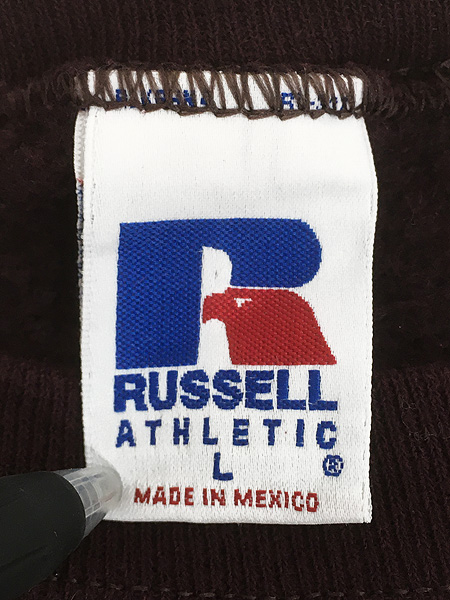 RUSSELL
ATHLETIC
L ®
MADE IN MEXICO